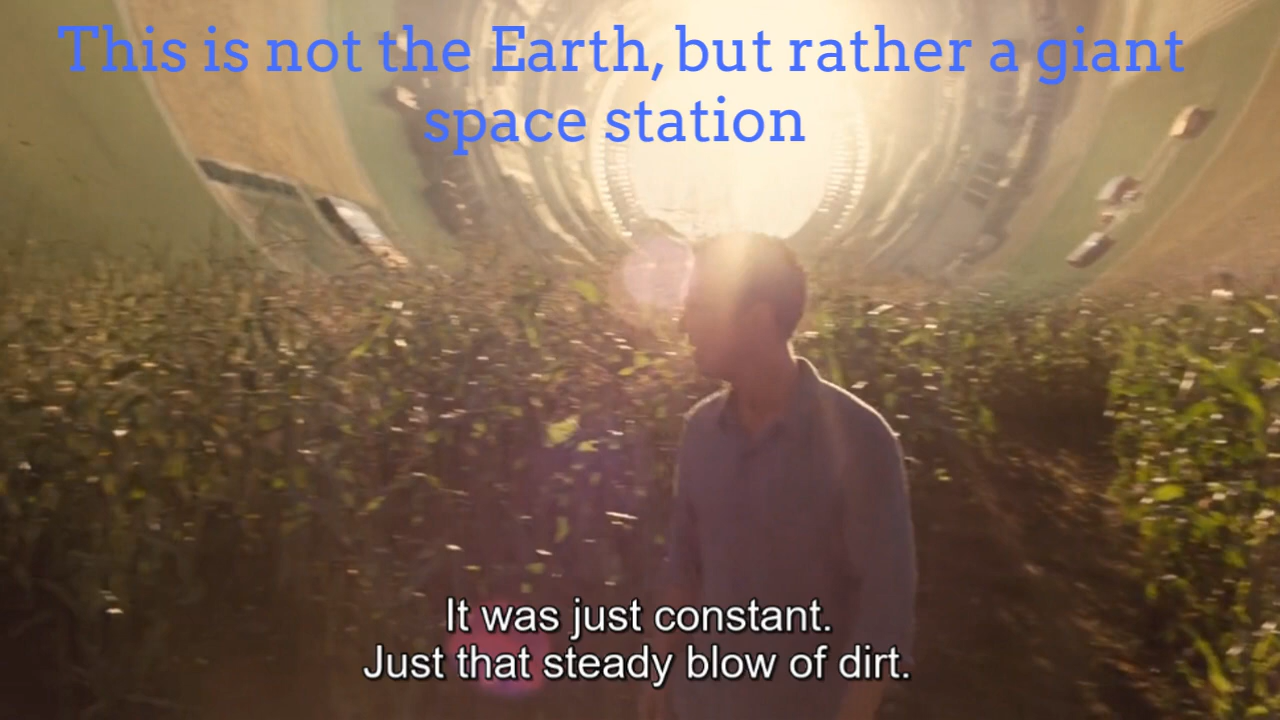 This is not the Earth, but rather a giant
space station
It was just constant.
Just that steady blow of dirt.